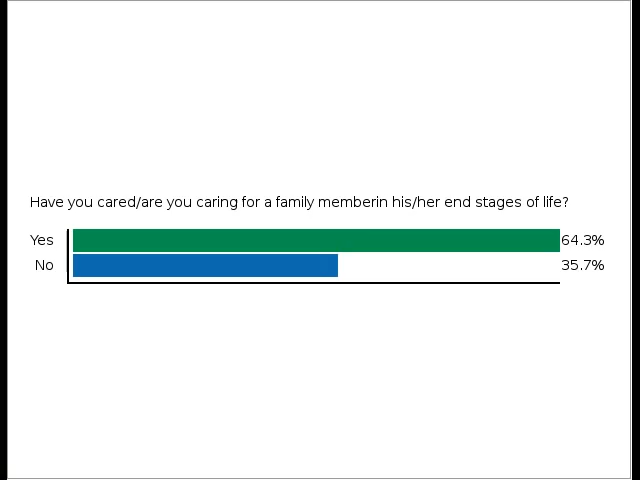 Have you cared/are you caring for a family memberin his/her end stages of life?
Yes 64.3%
No 35.7%